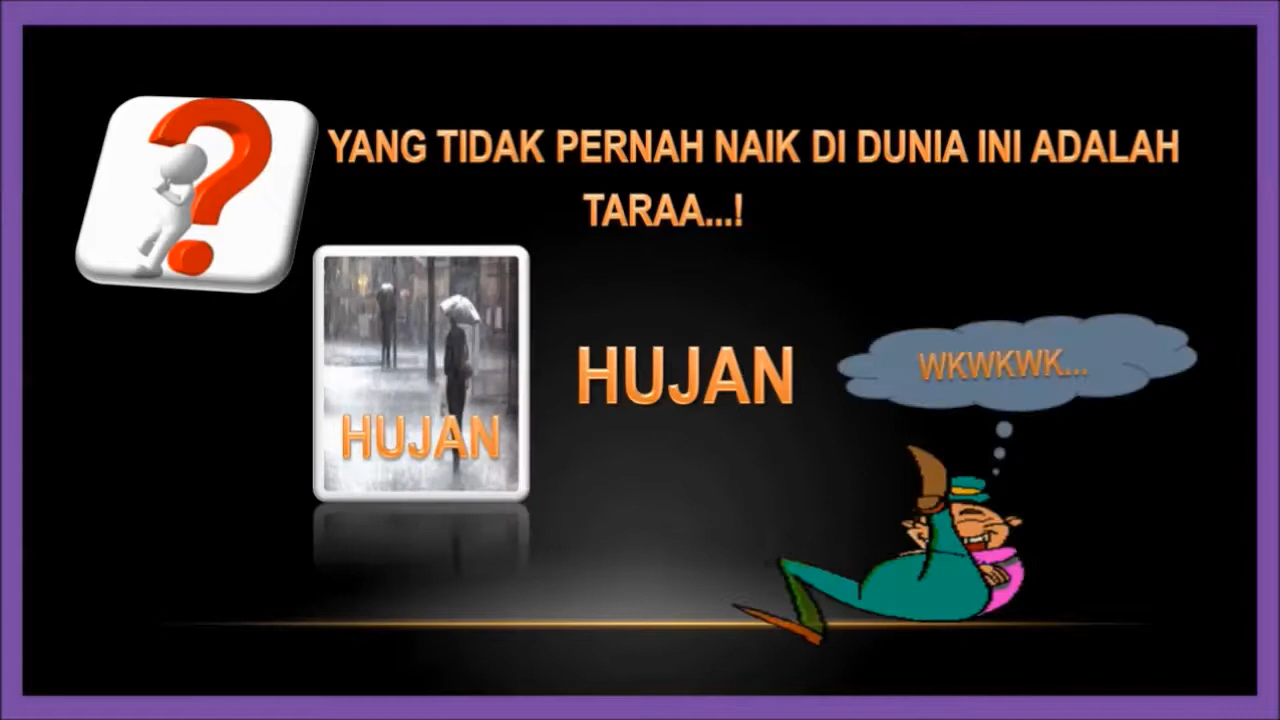 YANG TIDAK PERNAH NAIK DI DUNIA INI ADALAH
TARAA...!
HUJAN
WKWKWK...
HUJAN